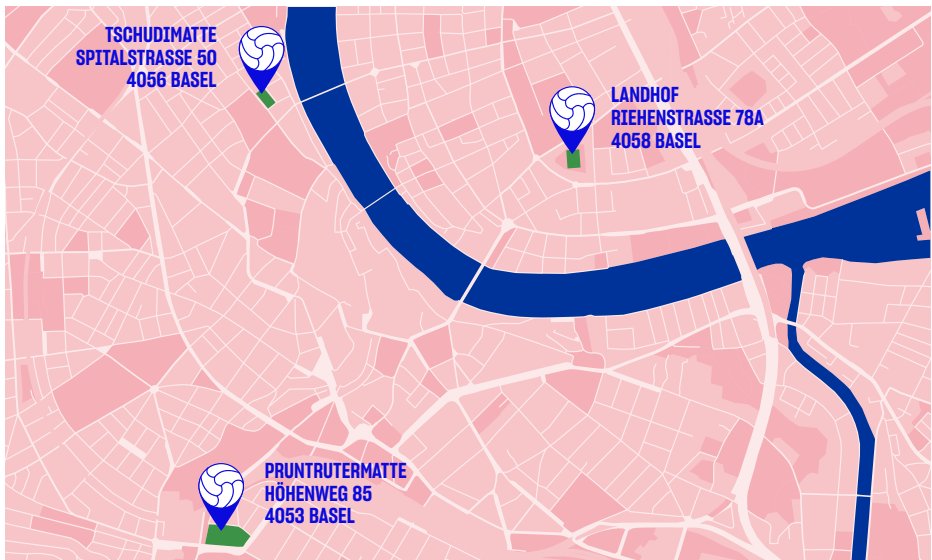 TSCHUDIMATTE
SPITALSTRASSE 50
4056 BASEL
LANDHOF
RIEHENSTRASSE 78A
4058 BASEL
PRUNTRUTERMATTE
HÖHENWEG 85
4053 BASEL